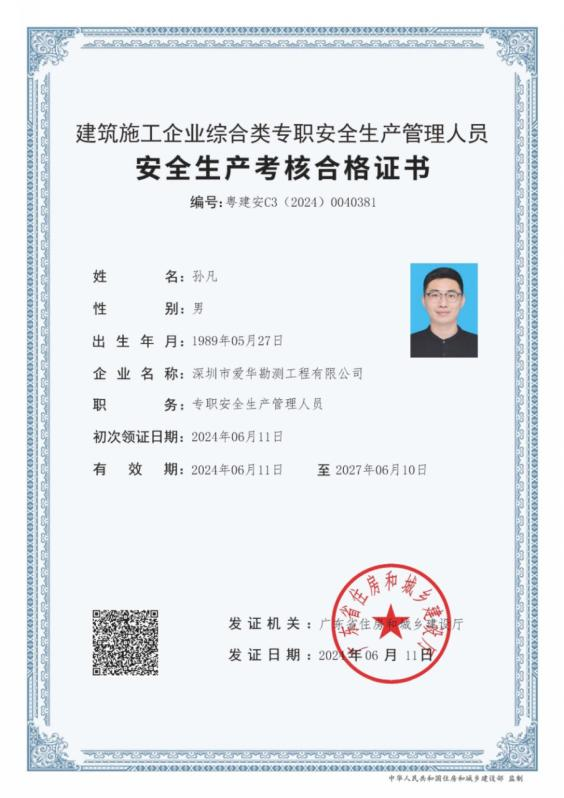 建筑施工企业综合类专职安全生产管理人员
安全生产考核合格证书
编号:粤建安C3（2024）0040381
姓 名：孙凡
性 别：男
出 生 年 月：1989年05月27日
企 业 名 称：深圳市爱华勘测工程有限公司
职 务：专职安全生产管理人员
初次领证日期：2024年06月11日
有 效 期：2024年06月11日 至 2027年06月10日
发 证 机 关：广东省住房和城乡建设厅
发 证 日 期：2024年06月11日
广东省住房和城乡建设厅
中华人民共和国住房和城乡建设部 监制